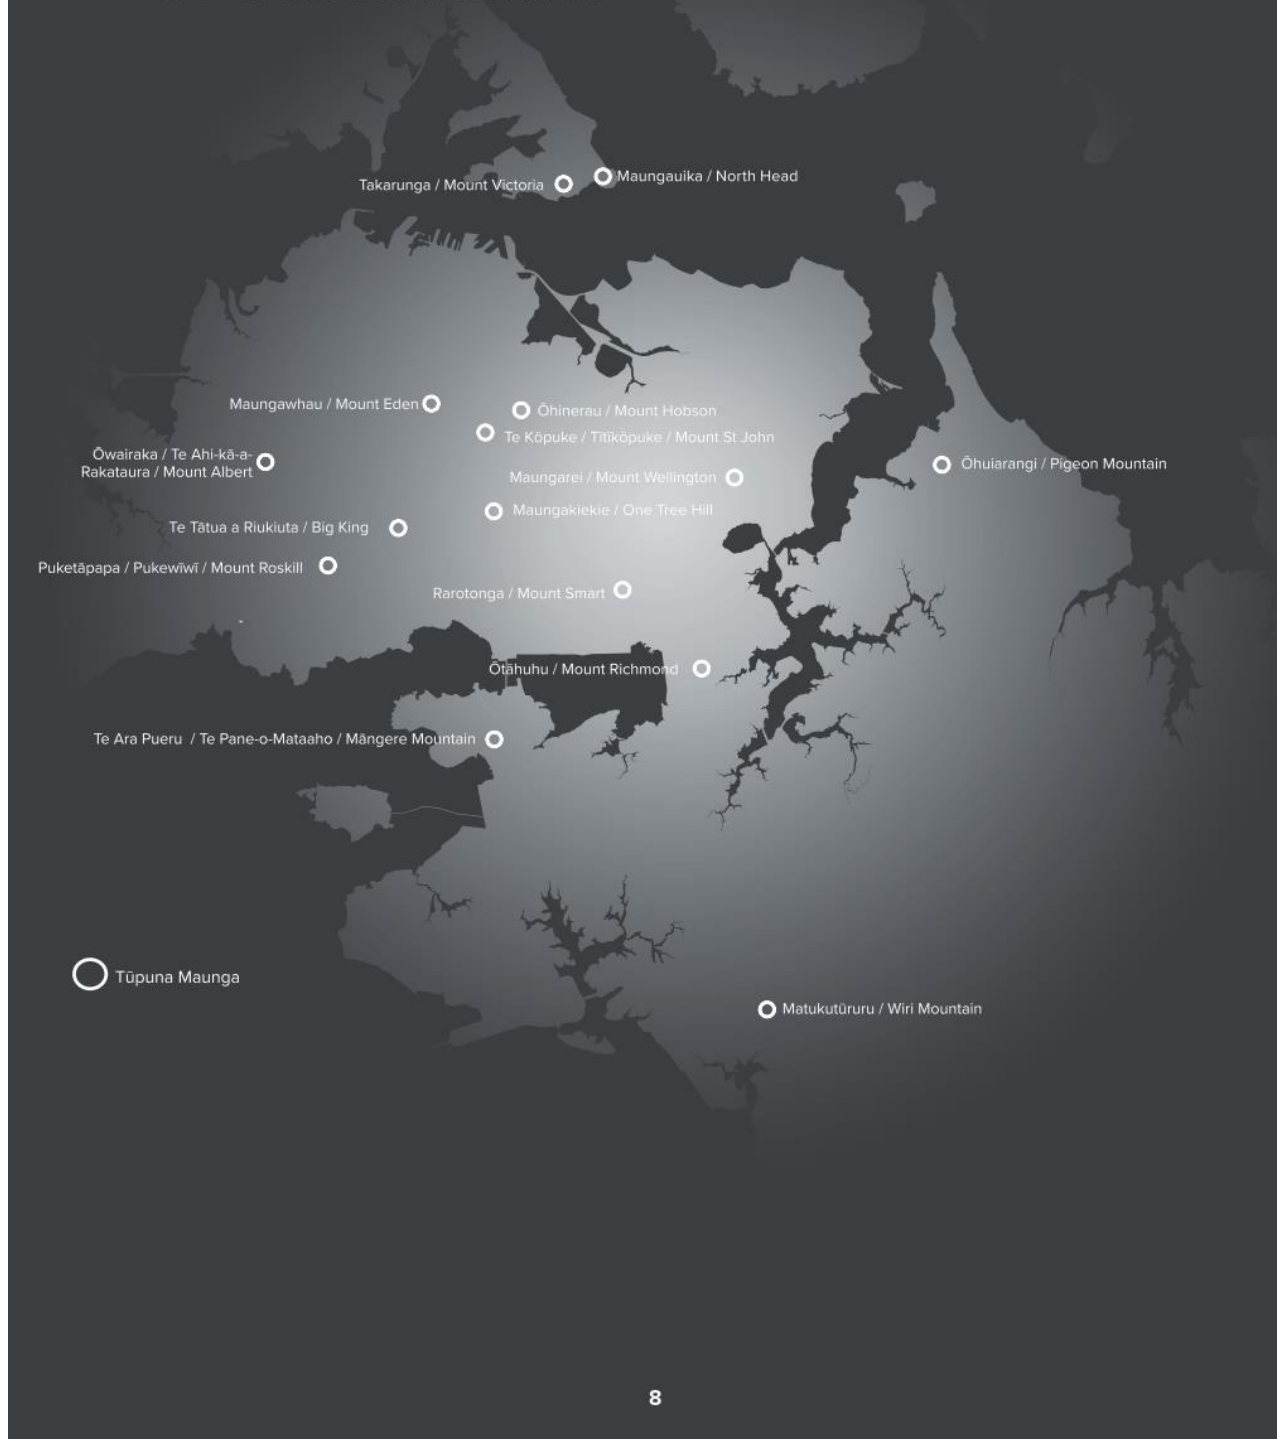 Takarunga / Mount Victoria
Maungauika / North Head
Maungawhau / Mount Eden
Ōhinerau / Mount Hobson
Te Kōpuke / Tītīkōpuke / Mount St John
Ōwairaka / Te Ahi-kā-a-
Rakataura / Mount Albert
Ōhuiarangi / Pigeon Mountain
Maungarei / Mount Wellington
Maungakiekie / One Tree Hill
Te Tātua a Riukiuta / Big King
Puketāpapa / Pukewīwī / Mount Roskill
Rarotonga / Mount Smart
Ōtāhuhu / Mount Richmond
Te Ara Pueru / Te Pane-o-Mataaho / Māngere Mountain
Tūpuna Maunga
Matukutūruru / Wiri Mountain
8